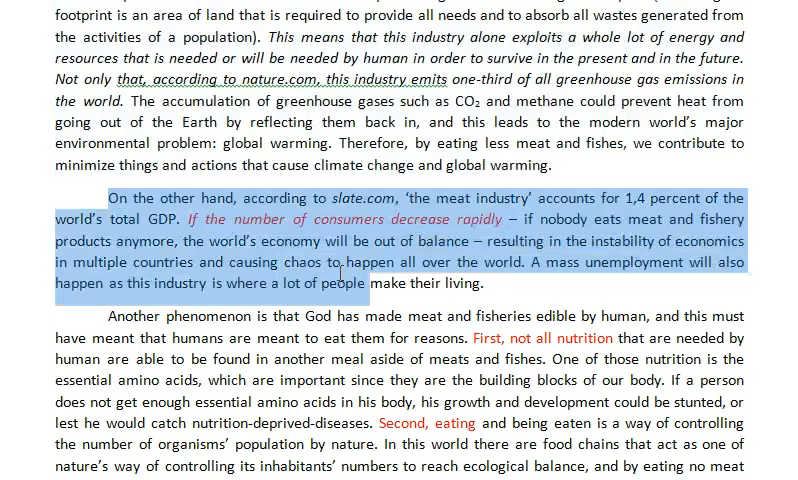 footprint is an area of land that is required to provide all needs and to absorb all wastes generated from
the activities of a population). This means that this industry alone exploits a whole lot of energy and
resources that is needed or will be needed by human in order to survive in the present and in the future.
Not only that, according to nature.com, this industry emits one-third of all greenhouse gas emissions in
the world. The accumulation of greenhouse gases such as CO₂ and methane could prevent heat from
going out of the Earth by reflecting them back in, and this leads to the modern world's major
environmental problem: global warming. Therefore, by eating less meat and fishes, we contribute to
minimize things and actions that cause climate change and global warming.
On the other hand, according to slate.com, 'the meat industry' accounts for 1,4 percent of the
world's total GDP. If the number of consumers decrease rapidly – if nobody eats meat and fishery
products anymore, the world's economy will be out of balance – resulting in the instability of economics
in multiple countries and causing chaos to happen all over the world. A mass unemployment will also
happen as this industry is where a lot of people make their living.
Another phenomenon is that God has made meat and fisheries edible by human, and this must
have meant that humans are meant to eat them for reasons. First, not all nutrition that are needed by
human are able to be found in another meal aside of meats and fishes. One of those nutrition is the
essential amino acids, which are important since they are the building blocks of our body. If a person
does not get enough essential amino acids in his body, his growth and development could be stunted, or
lest he would catch nutrition-deprived-diseases. Second, eating and being eaten is a way of controlling
the number of organisms' population by nature. In this world there are food chains that act as one of
nature's way of controlling its inhabitants' numbers to reach ecological balance, and by eating no meat